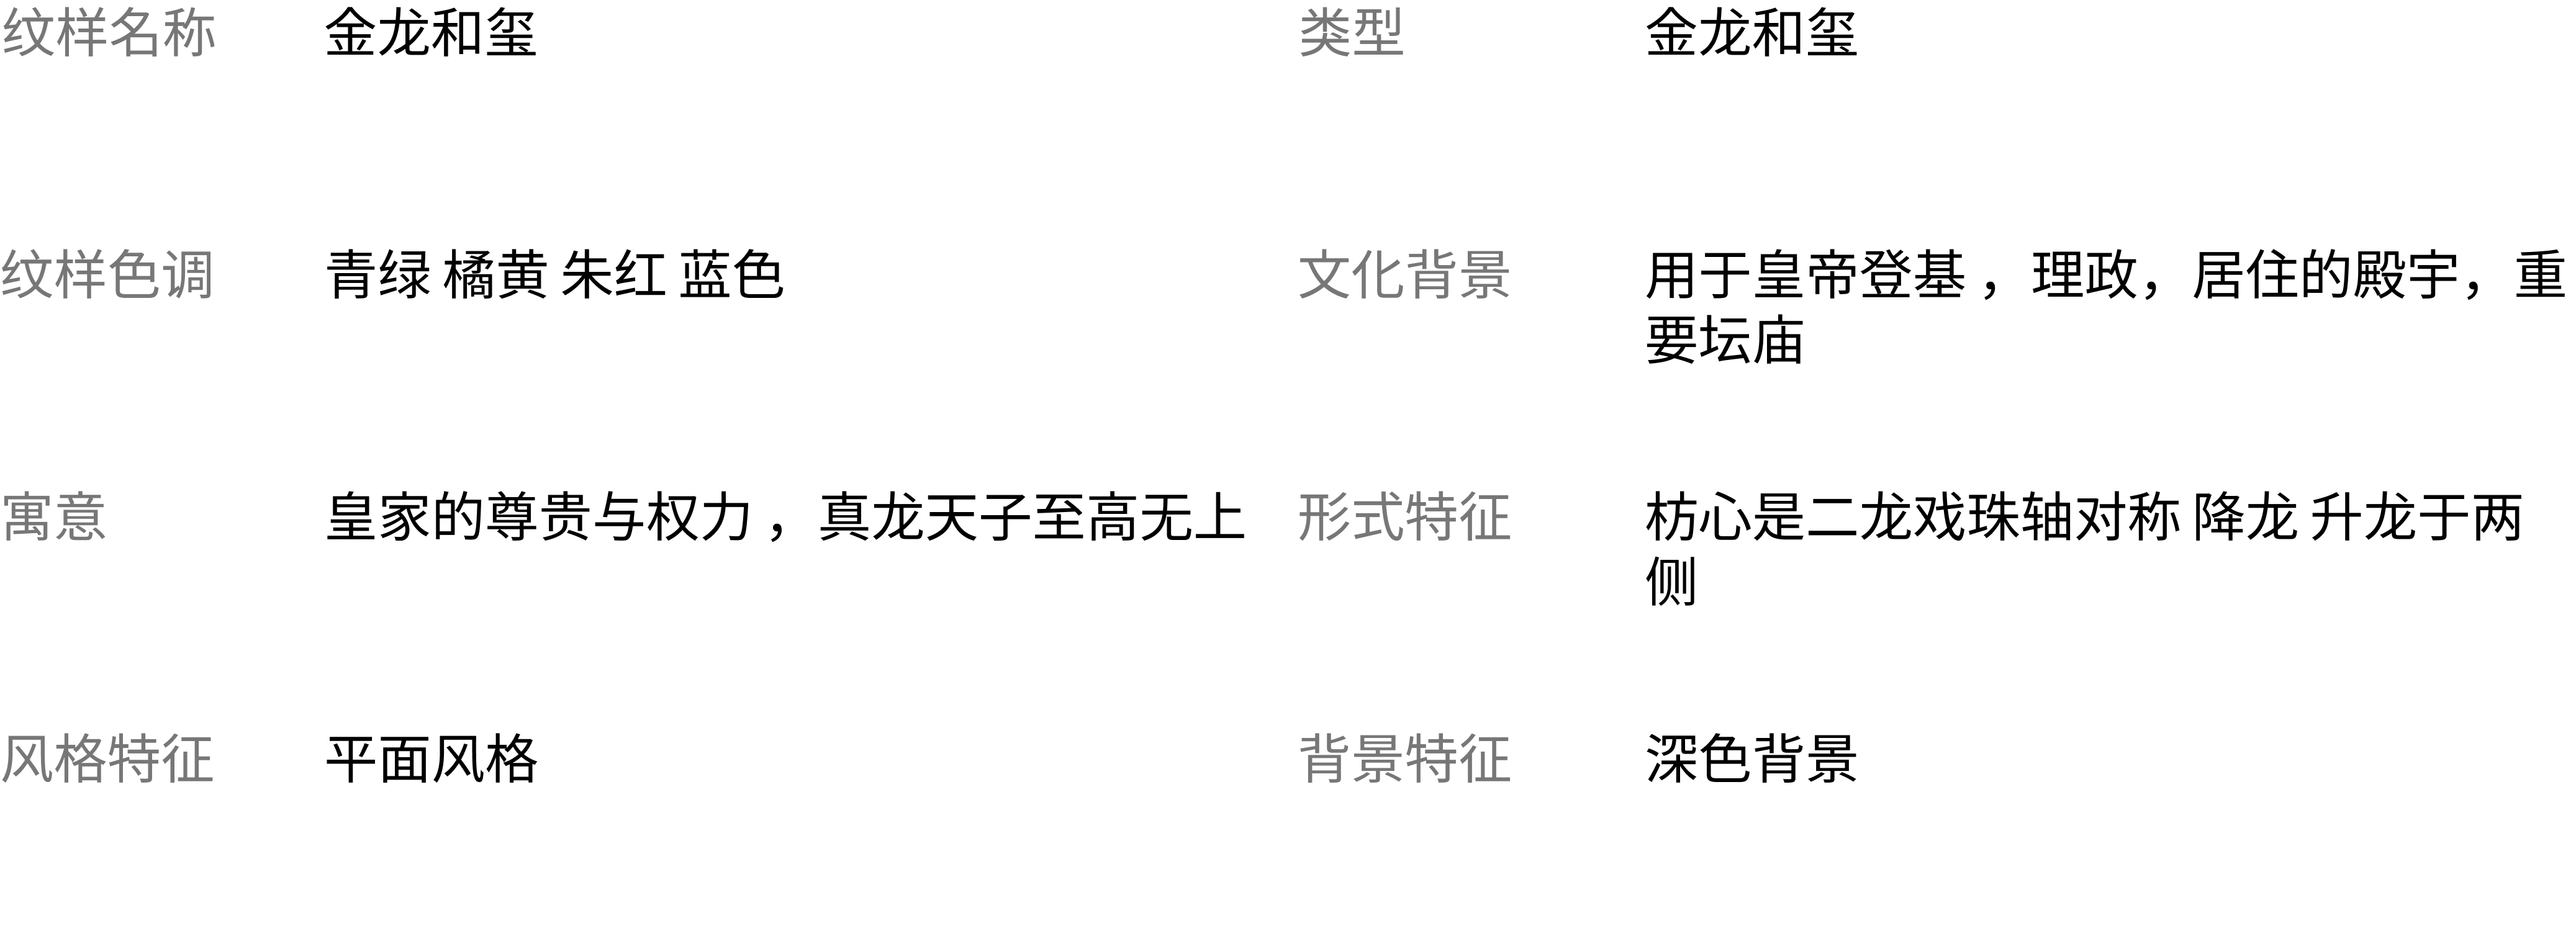 纹样名称 金龙和玺 类型 金龙和玺
纹样色调 青绿 橘黄 朱红 蓝色 文化背景 用于皇帝登基 ，理政，居住的殿宇，重
要坛庙
寓意 皇家的尊贵与权力 ，真龙天子至高无上 形式特征 枋心是二龙戏珠轴对称 降龙 升龙于两
侧
风格特征 平面风格 背景特征 深色背景